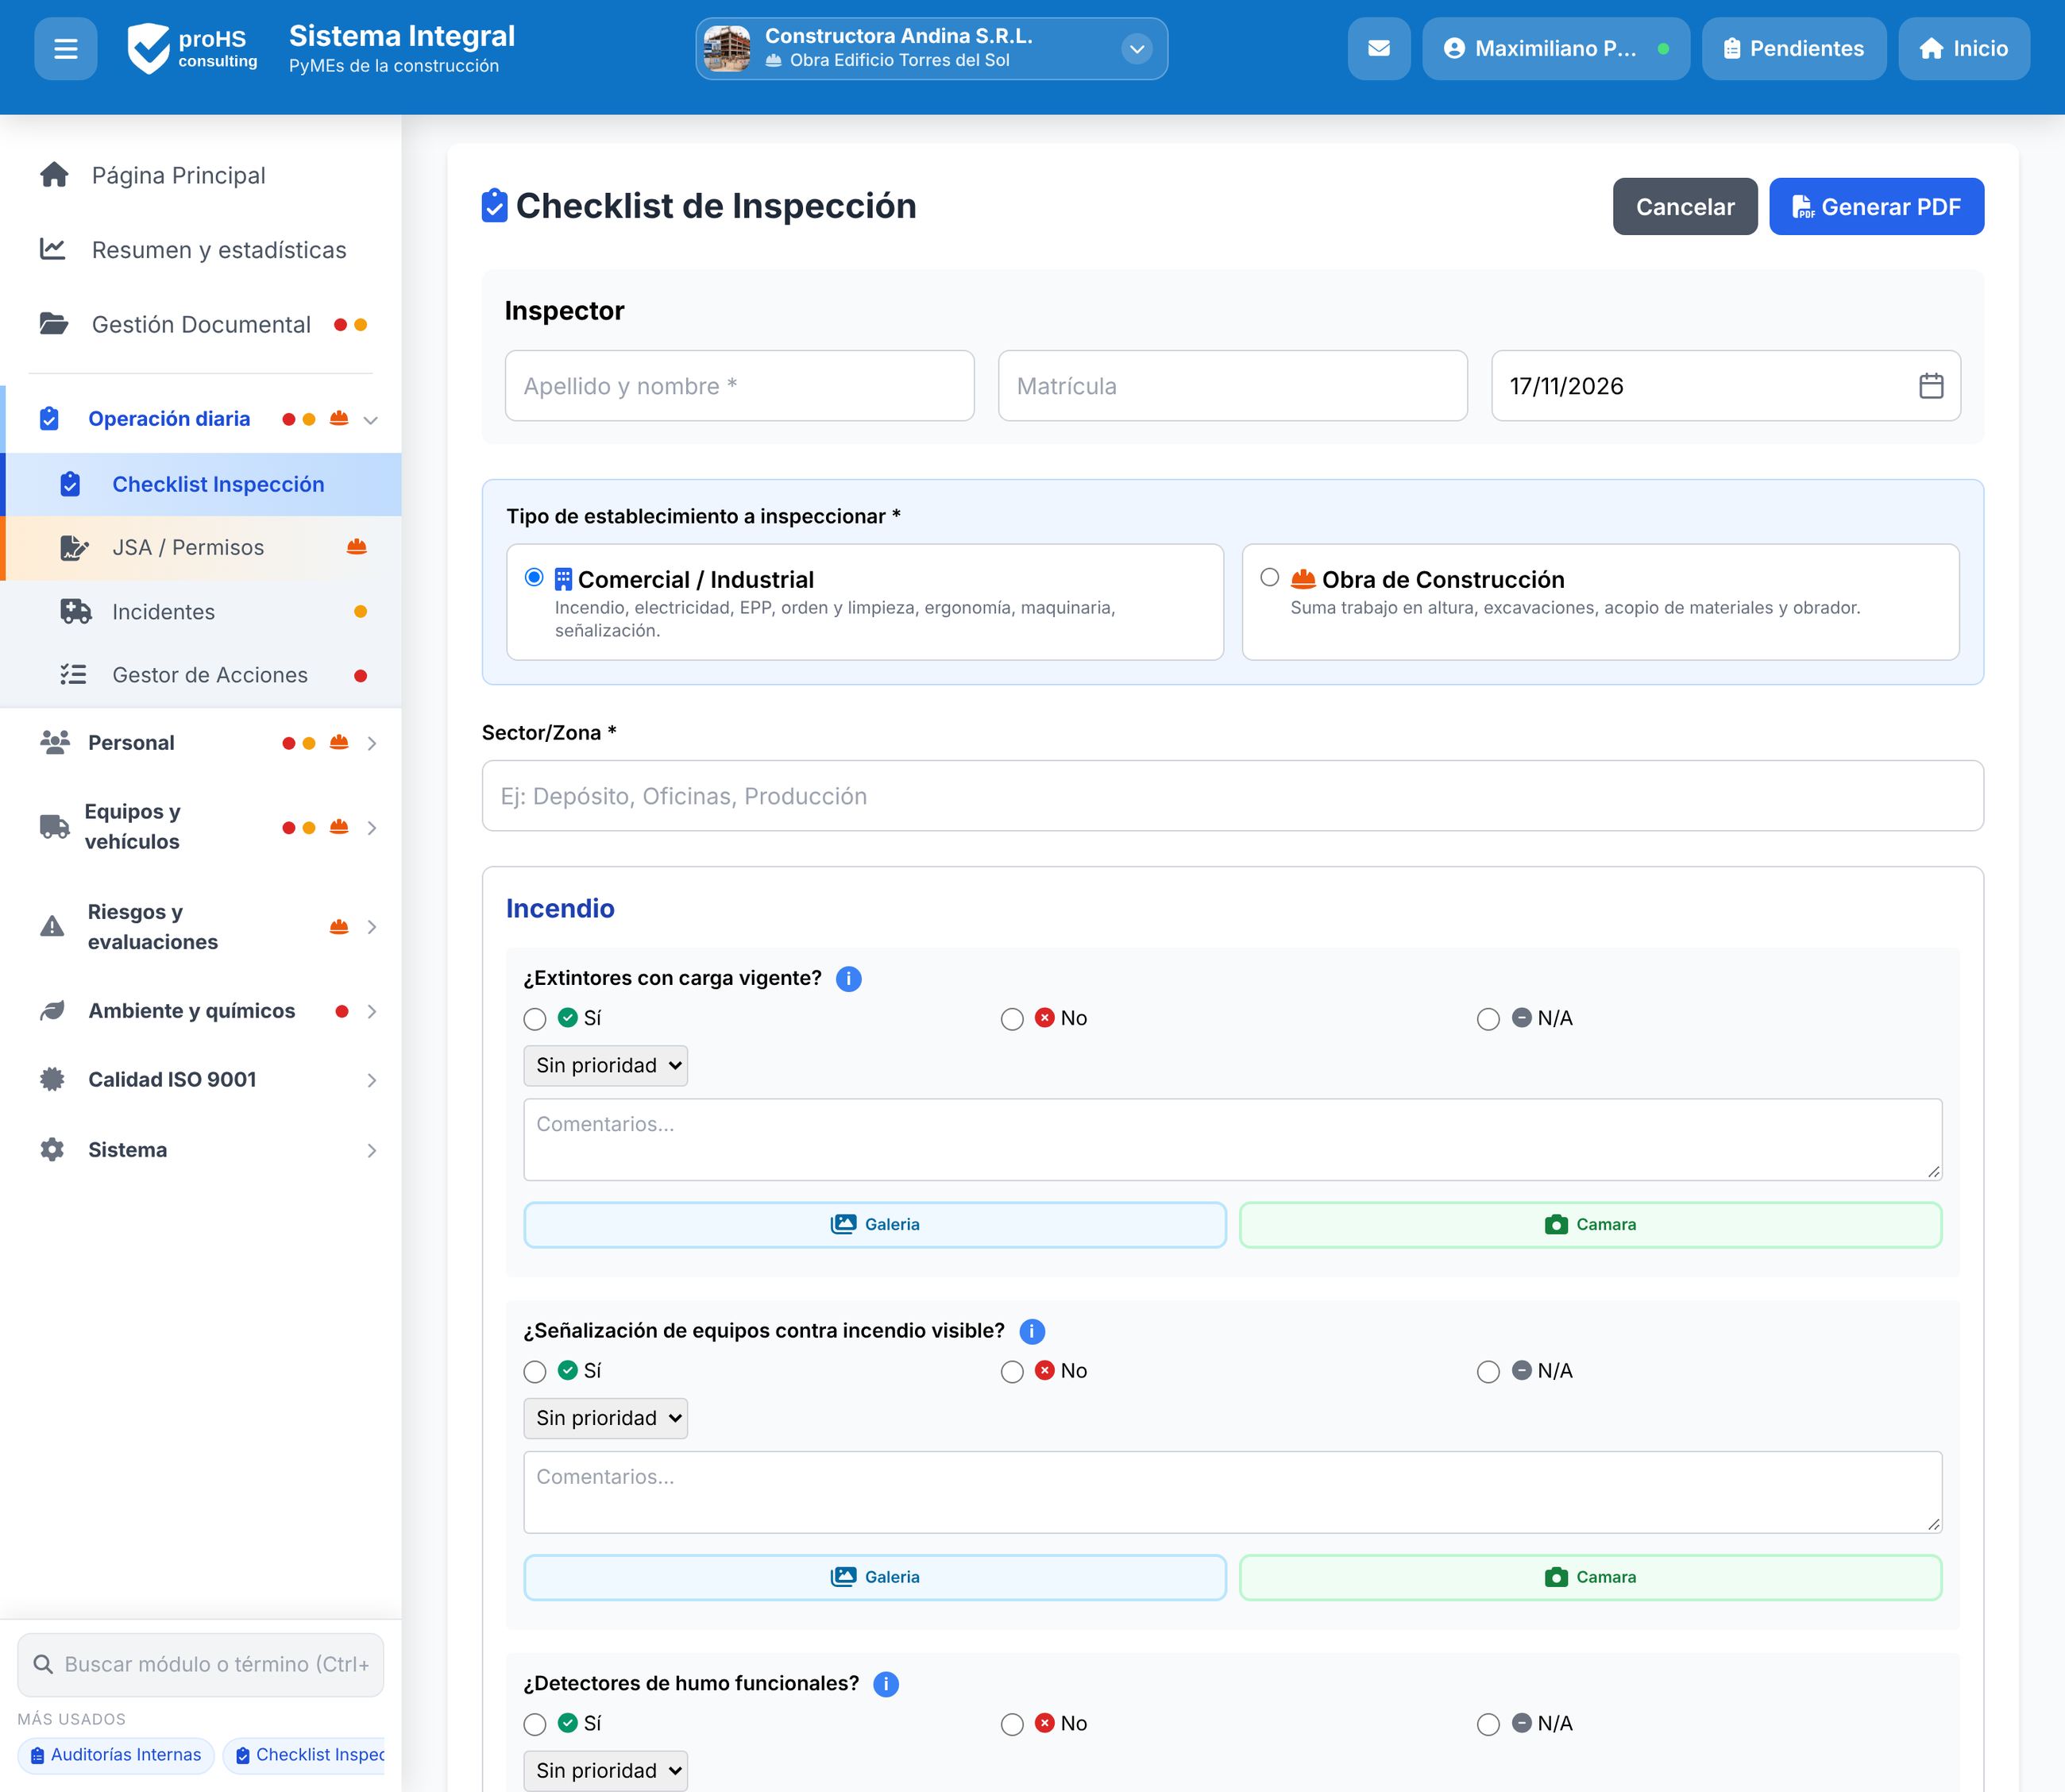 proHS
consulting
Sistema Integral
PyMEs de la construcción
Constructora Andina S.R.L.
Obra Edificio Torres del Sol
Maximiliano P...
Pendientes
Inicio
Página Principal
Resumen y estadísticas
Gestión Documental
Operación diaria
Checklist Inspección
JSA / Permisos
Incidentes
Gestor de Acciones
Personal
Equipos y
vehículos
Riesgos y
evaluaciones
Ambiente y químicos
Calidad ISO 9001
Sistema
Buscar módulo o término (Ctrl+
MÁS USADOS
Auditorías Internas
Checklist Inspec
Checklist de Inspección
Cancelar
PDF Generar PDF
Inspector
Apellido y nombre *
Matrícula
17/11/2026
Tipo de establecimiento a inspeccionar *
Comercial / Industrial
Incendio, electricidad, EPP, orden y limpieza, ergonomía, maquinaria,
señalización.
Obra de Construcción
Suma trabajo en altura, excavaciones, acopio de materiales y obrador.
Sector/Zona *
Ej: Depósito, Oficinas, Producción
Incendio
¿Extintores con carga vigente? i
Sí No N/A
Sin prioridad
Comentarios...
Galeria Camara
¿Señalización de equipos contra incendio visible? i
Sí No N/A
Sin prioridad
Comentarios...
Galeria Camara
¿Detectores de humo funcionales? i
Sí No N/A
Sin prioridad